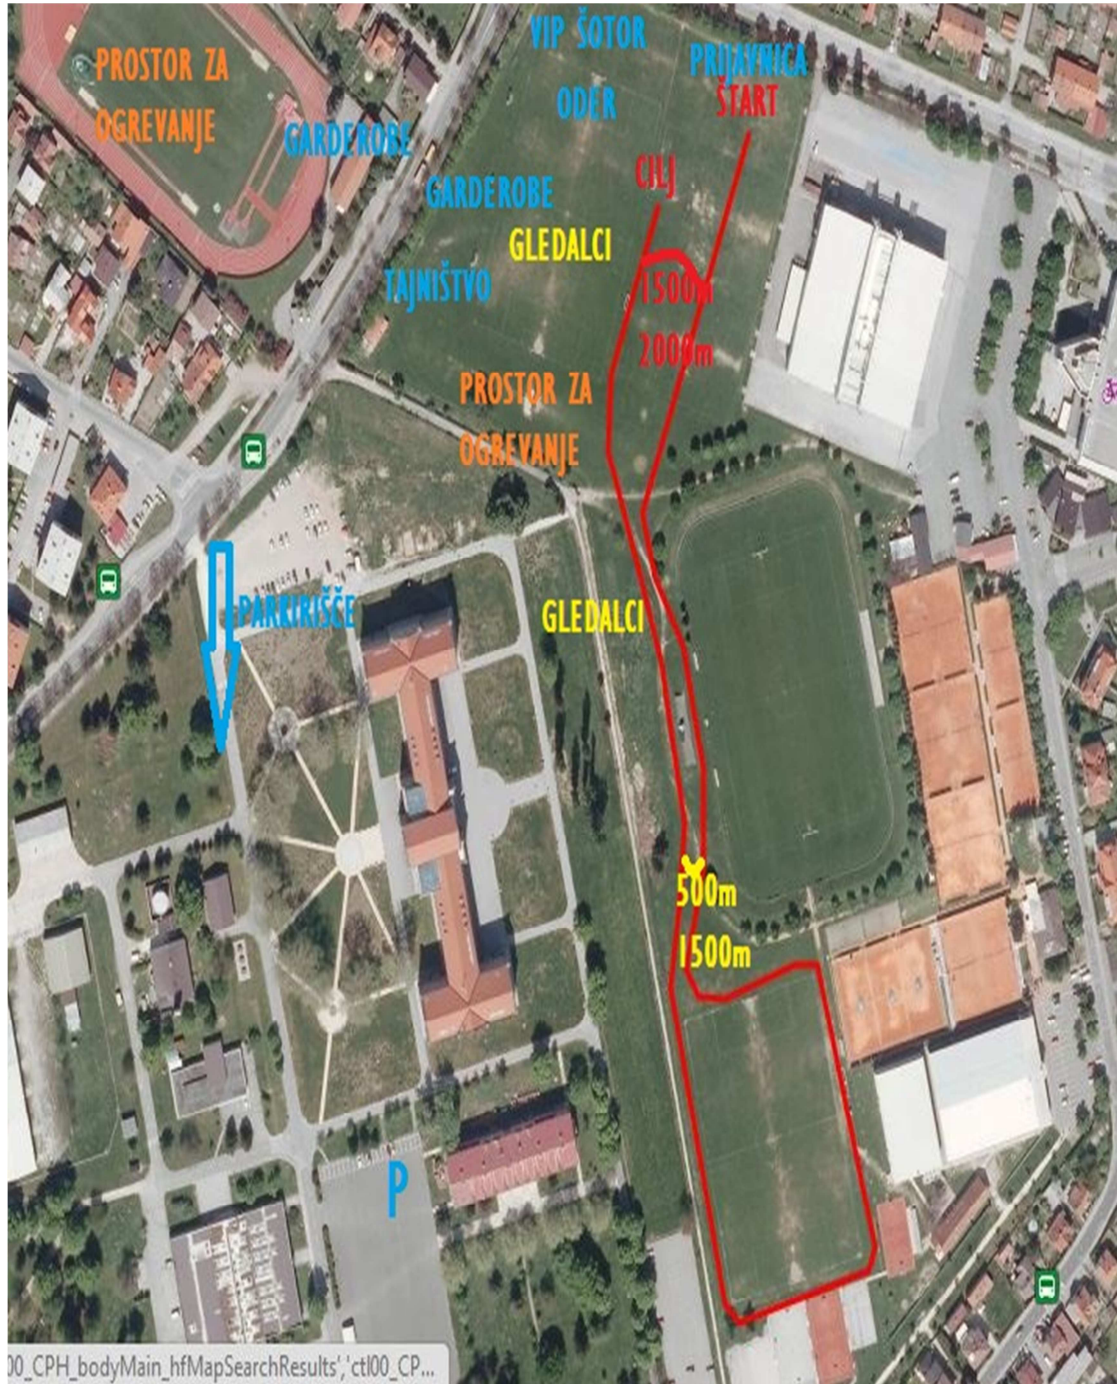 VIP ŠOTOR
ODER
PRIJAVNICA
ŠTART
PROSTOR ZA
OGREVANJE
GARDEROBE
CILJ
GARDEROBE
GLEDALCI
TAJNIŠTVO
1500m
2000m
PROSTOR ZA
OGREVANJE
PARKIRIŠČE
GLEDALCI
500m
1500m
P
00_CPH_bodyMain_hfMapSearchResults','ctl00_CP...